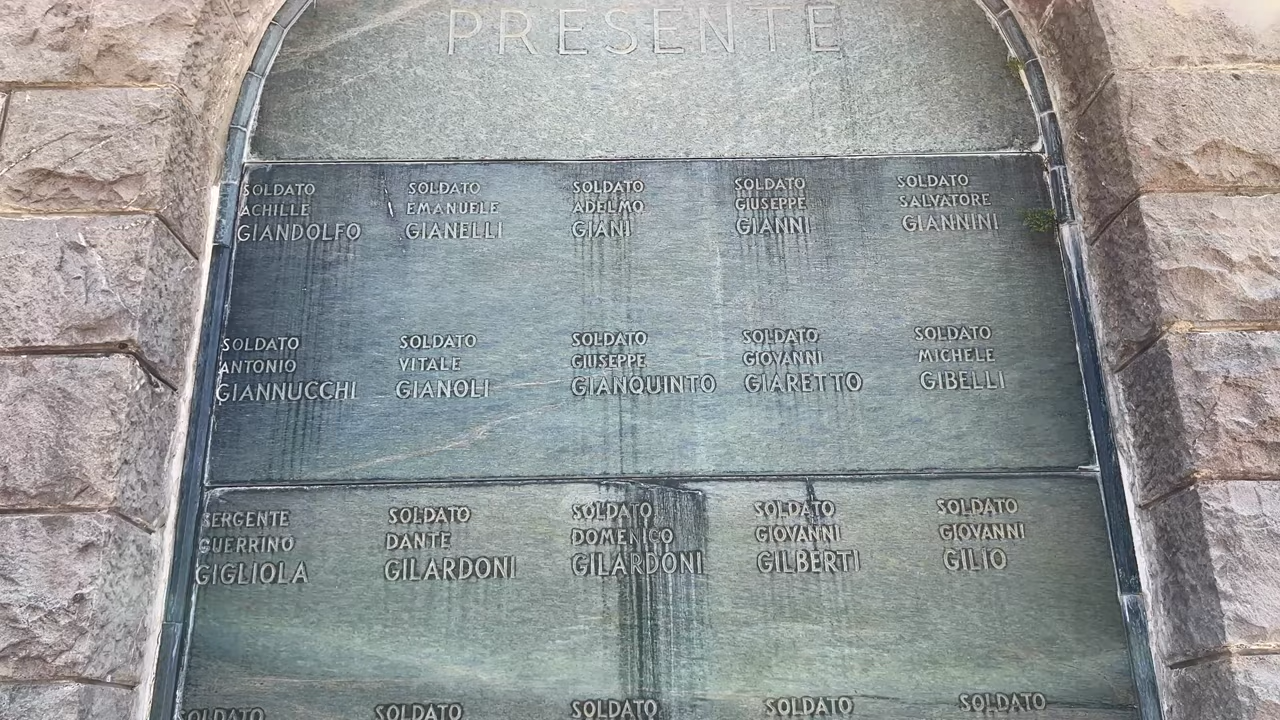 PRESENTE
SOLDATO
ACHILLE
GIANDOLFO
SOLDATO
EMANUELE
GIANELLI
SOLDATO
ADELMO
GIANI
SOLDATO
GIUSEPPE
GIANNI
SOLDATO
SALVATORE
GIANNINI
SOLDATO
ANTONIO
GIANNUCCHI
SOLDATO
VITALE
GIANOLI
SOLDATO
GIUSEPPE
GIANQUINTO
SOLDATO
GIOVANNI
GIARETTO
SOLDATO
MICHELE
GIBELLI
SERGENTE
GUERRINO
GIGLIOLA
SOLDATO
DANTE
GILARDONI
SOLDATO
DOMENICO
GILARDONI
SOLDATO
GIOVANNI
GILBERTI
SOLDATO
GIOVANNI
GILIO
SOLDATO
SOLDATO
SOLDATO
SOLDATO
SOLDATO